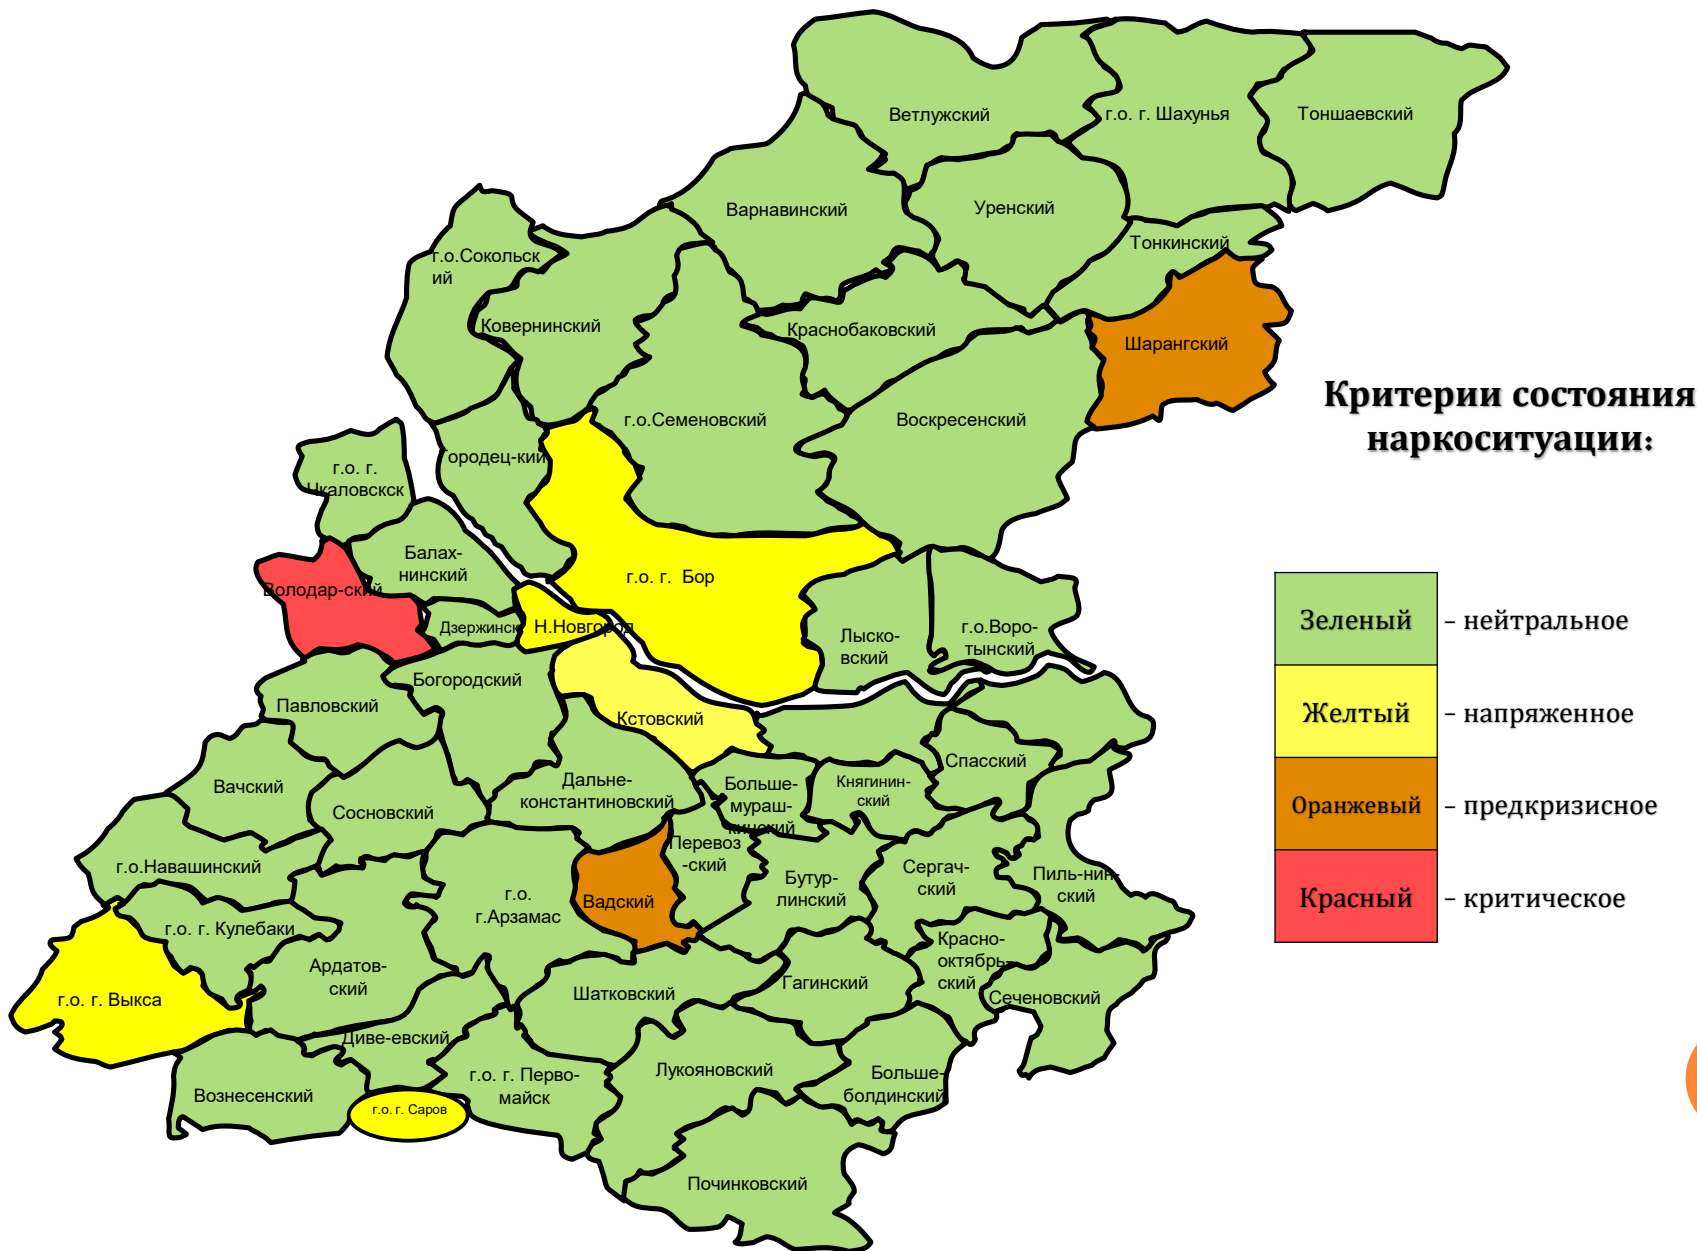 Ветлужский
г.о. г. Шахунья
Тоншаевский
Варнавинский
Уренский
Тонкинский
г.о.Сокольск
ий
Ковернинский
Краснобаковский
Шарангский
г.о.Семеновский
Воскресенский
Критерии состояния
наркоситуации:
г.о. г.
Чкаловскск
ородец-кий
Балах-
нинский
Володар-ский
г.о. г. Бор
Дзержинск
Н.Новгород
Лыско-
вский
г.о.Воро-
тынский
Зеленый – нейтральное
Желтый – напряженное
Оранжевый – предкризисное
Красный – критическое
Богородский
Павловский
Кстовский
Спасский
Вачский
Сосновский
Дальне-
константиновский
Больше-
мураш-
кинский
Княгинин-
ский
Перевоз
-ский
г.о.Навашинский
г.о.
г.Арзамас
Вадский
Бутур-
линский
Сергач-
ский
Пиль-нин-
ский
г.о. г. Кулебаки
Ардатов-
ский
Красно-
октябрь-
ский
г.о. г. Выкса
Шатковский
Гагинский
Сеченовский
Диве-евский
Вознесенский
г.о. г. Саров
г.о. г. Перво-
майск
Лукояновский
Больше-
болдинский
Починковский